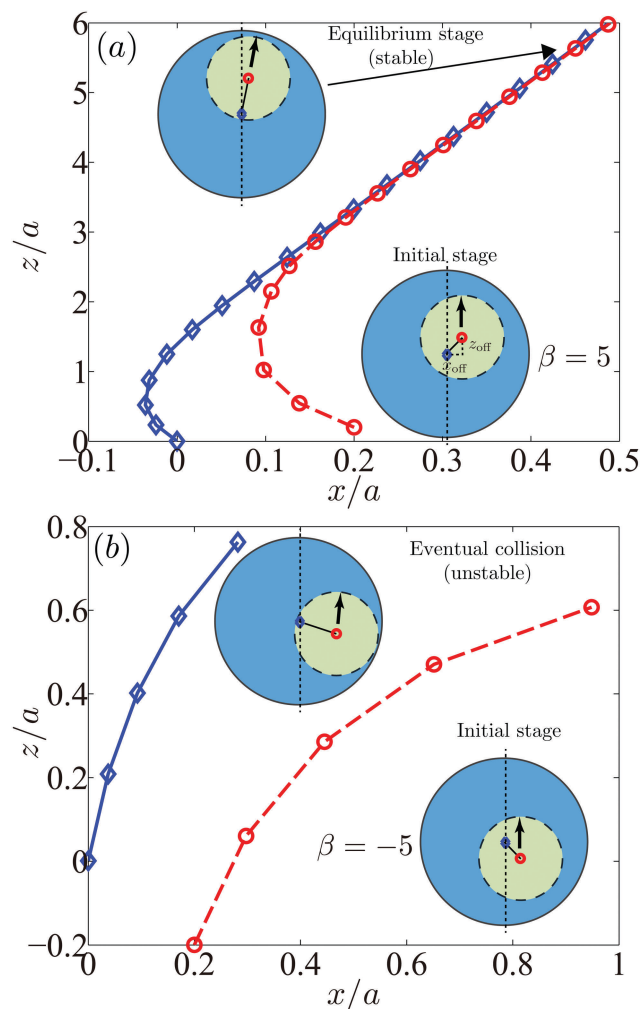 (a)
Equilibrium stage
(stable)
6
5
4
3
2
1
0
z/a
Initial stage
z_off
x_off
β = 5
−0.1
0
0.1
0.2
0.3
0.4
0.5
x/a
(b)
Eventual collision
(unstable)
0.8
0.6
0.4
0.2
0
−0.2
z/a
Initial stage
β = −5
0
0.2
0.4
0.6
0.8
1
x/a